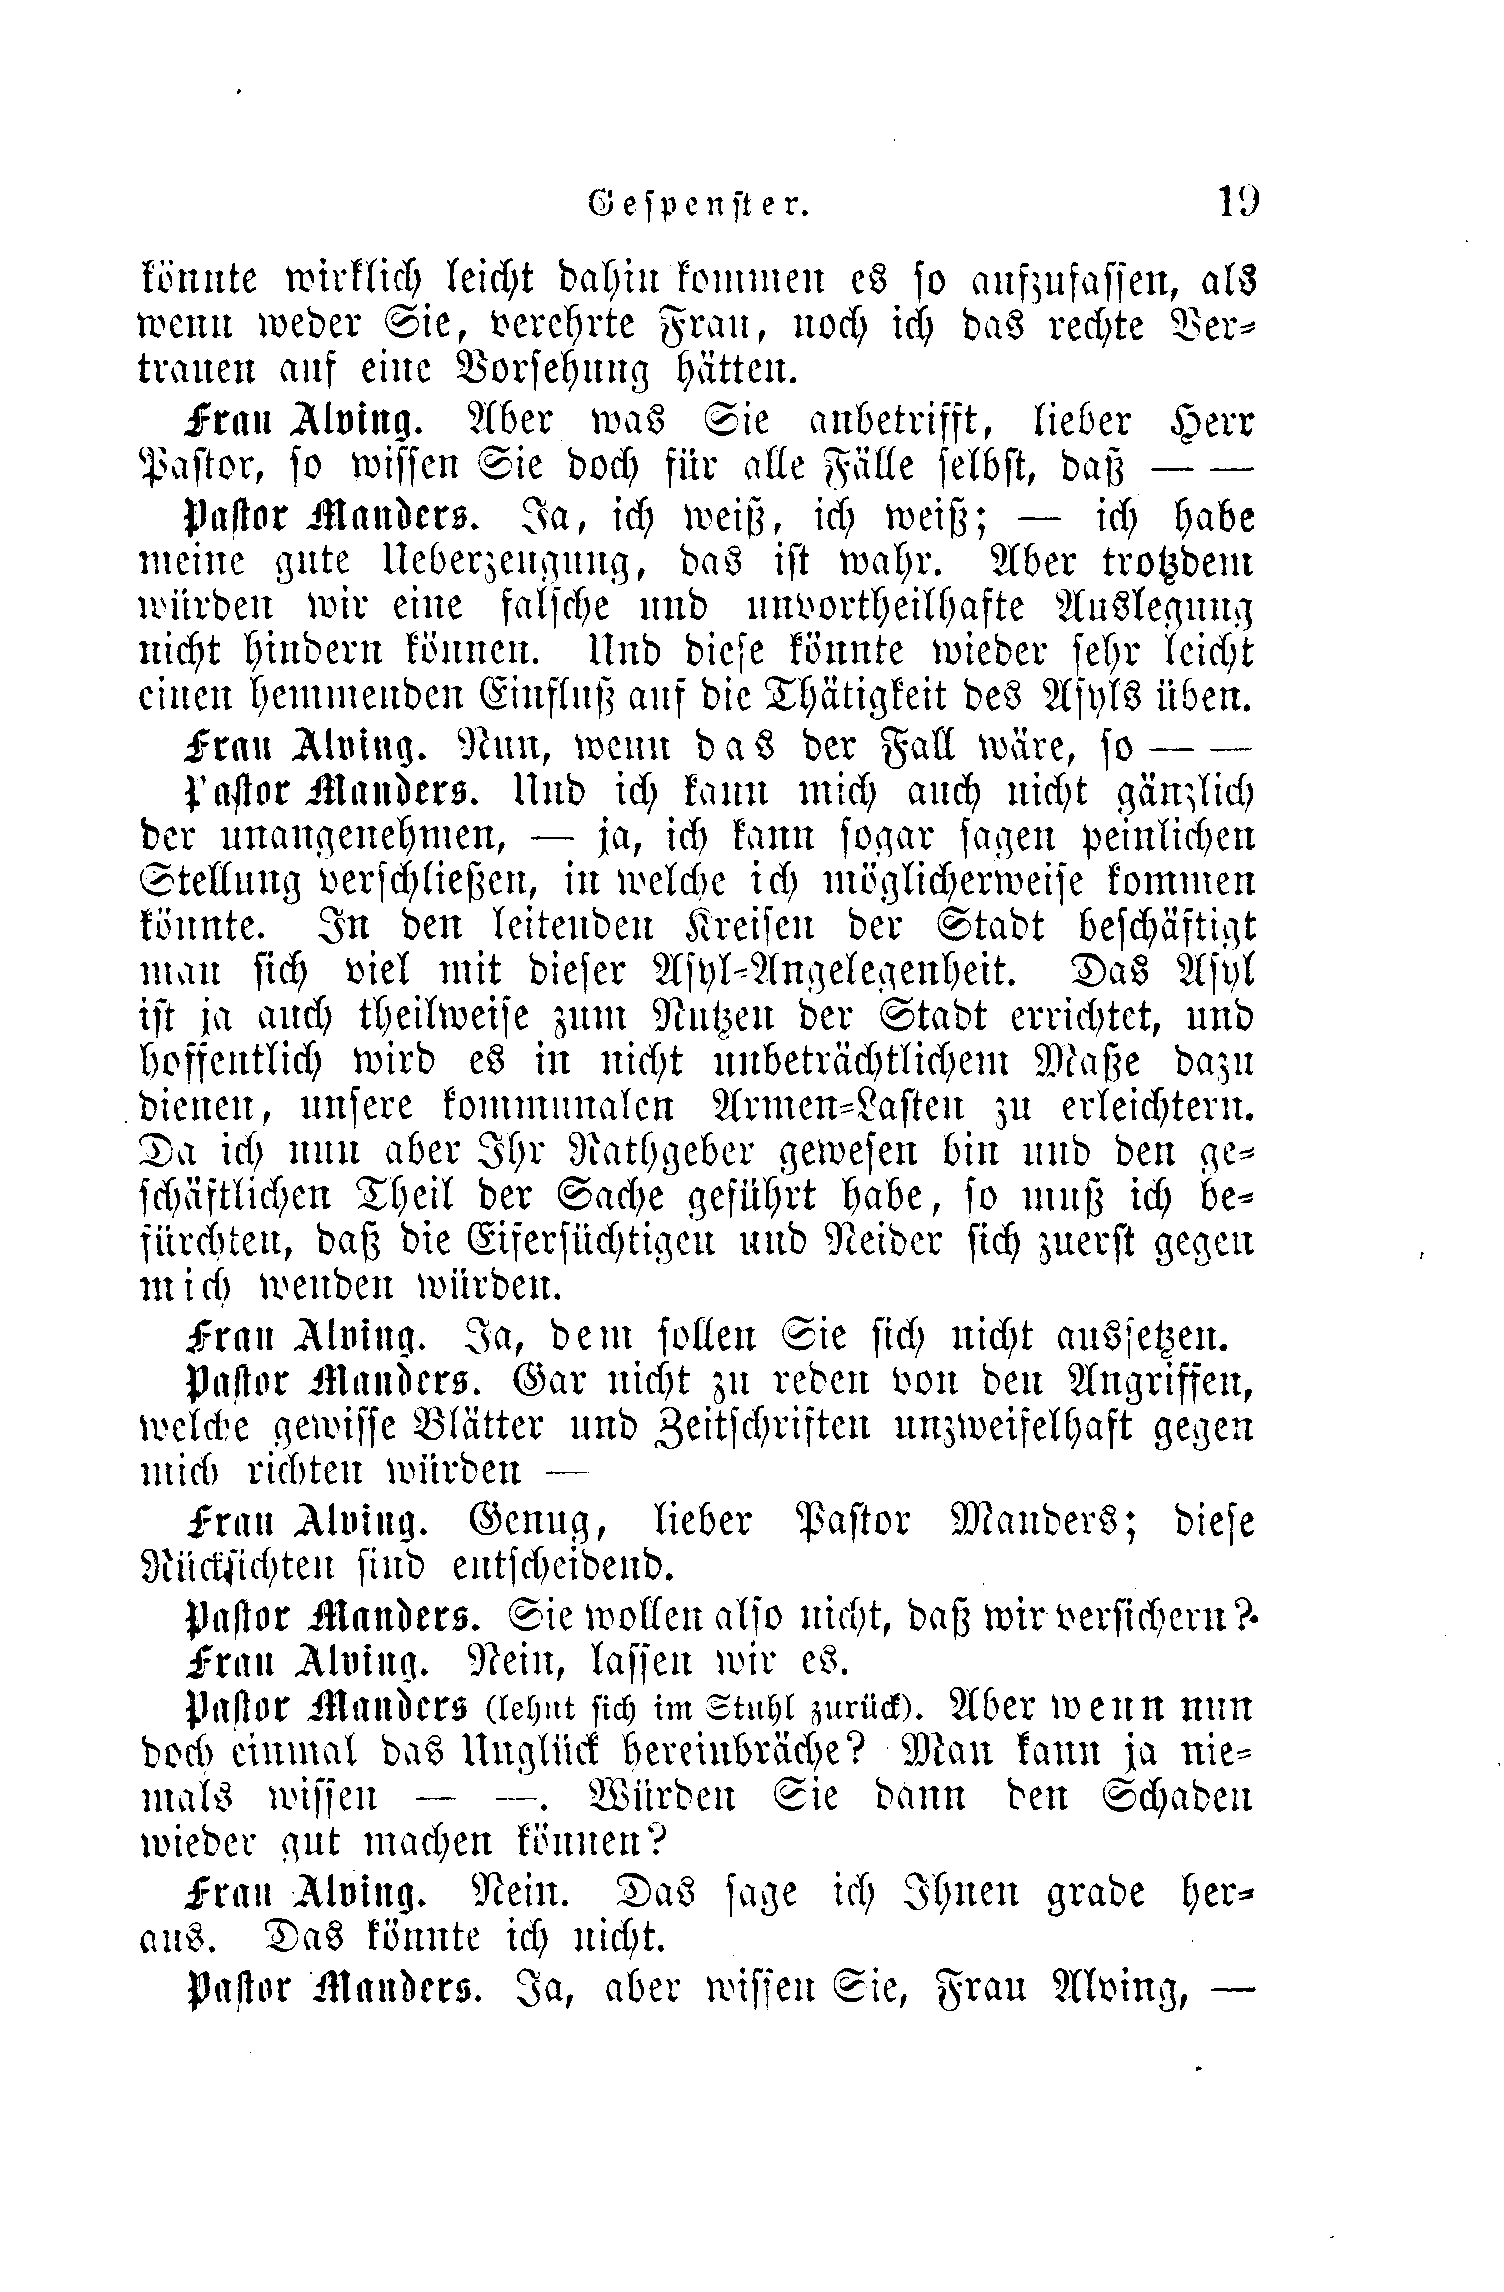 Gespenster. 19
könnte wirklich leicht dahin kommen es so aufzufassen, als
wenn weder Sie, verehrte Frau, noch ich das rechte Ver-
trauen auf eine Vorsehung hätten.
Frau Alving. Aber was Sie anbetrifft, lieber Herr
Pastor, so wissen Sie doch für alle Fälle selbst, daß — —
Pastor Manders. Ja, ich weiß, ich weiß; — ich habe
meine gute Ueberzeugung, das ist wahr. Aber trotzdem
würden wir eine falsche und unvortheilhafte Auslegung
nicht hindern können. Und diese könnte wieder sehr leicht
einen hemmenden Einfluß auf die Thätigkeit des Asyls üben.
Frau Alving. Nun, wenn das der Fall wäre, so — —
Pastor Manders. Und ich kann mich auch nicht gänzlich
der unangenehmen, — ja, ich kann sogar sagen peinlichen
Stellung verschließen, in welche ich möglicherweise kommen
könnte. In den leitenden Kreisen der Stadt beschäftigt
man sich viel mit dieser Asyl-Angelegenheit. Das Asyl
ist ja auch theilweise zum Nutzen der Stadt errichtet, und
hoffentlich wird es in nicht unbeträchtlichem Maße dazu
dienen, unsere kommunalen Armen-Lasten zu erleichtern.
Da ich nun aber Ihr Rathgeber gewesen bin und den ge-
schäftlichen Theil der Sache geführt habe, so muß ich be-
fürchten, daß die Eifersüchtigen und Neider sich zuerst gegen
mich wenden würden.
Frau Alving. Ja, dem sollen Sie sich nicht aussetzen.
Pastor Manders. Gar nicht zu reden von den Angriffen,
welche gewisse Blätter und Zeitschriften unzweifelhaft gegen
mich richten würden —
Frau Alving. Genug, lieber Pastor Manders; diese
Rücksichten sind entscheidend.
Pastor Manders. Sie wollen also nicht, daß wir versichern?
Frau Alving. Nein, lassen wir es.
Pastor Manders (lehnt sich im Stuhl zurück). Aber wenn nun
doch einmal das Unglück hereinbräche? Man kann ja nie-
mals wissen — —. Würden Sie dann den Schaden
wieder gut machen können?
Frau Alving. Nein. Das sage ich Ihnen grade her-
aus. Das könnte ich nicht.
Pastor Manders. Ja, aber wissen Sie, Frau Alving, —